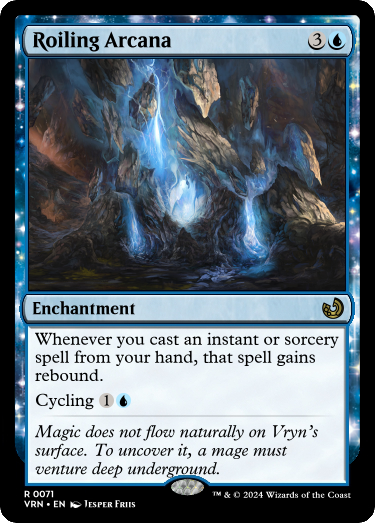 Roiling Arcana 3
Enchantment
Whenever you cast an instant or sorcery
spell from your hand, that spell gains
rebound.
Cycling 1
Magic does not flow naturally on Vryn's
surface. To uncover it, a mage must
venture deep underground.
R 0071
VRN • EN Jesper Friis
™ & © 2024 Wizards of the Coast